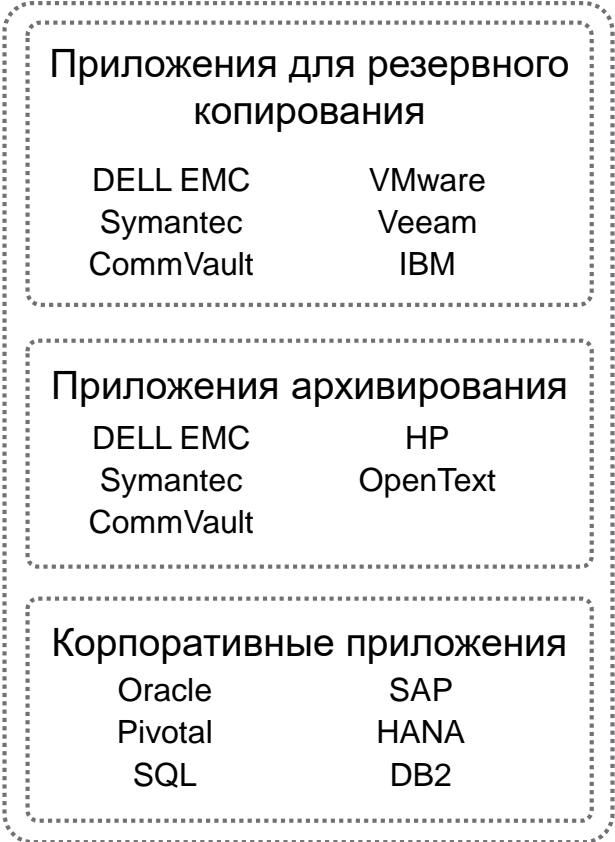 Приложения для резервного
копирования
DELL EMC VMware
Symantec Veeam
CommVault IBM
Приложения архивирования
DELL EMC HP
Symantec OpenText
CommVault
Корпоративные приложения
Oracle SAP
Pivotal HANA
SQL DB2